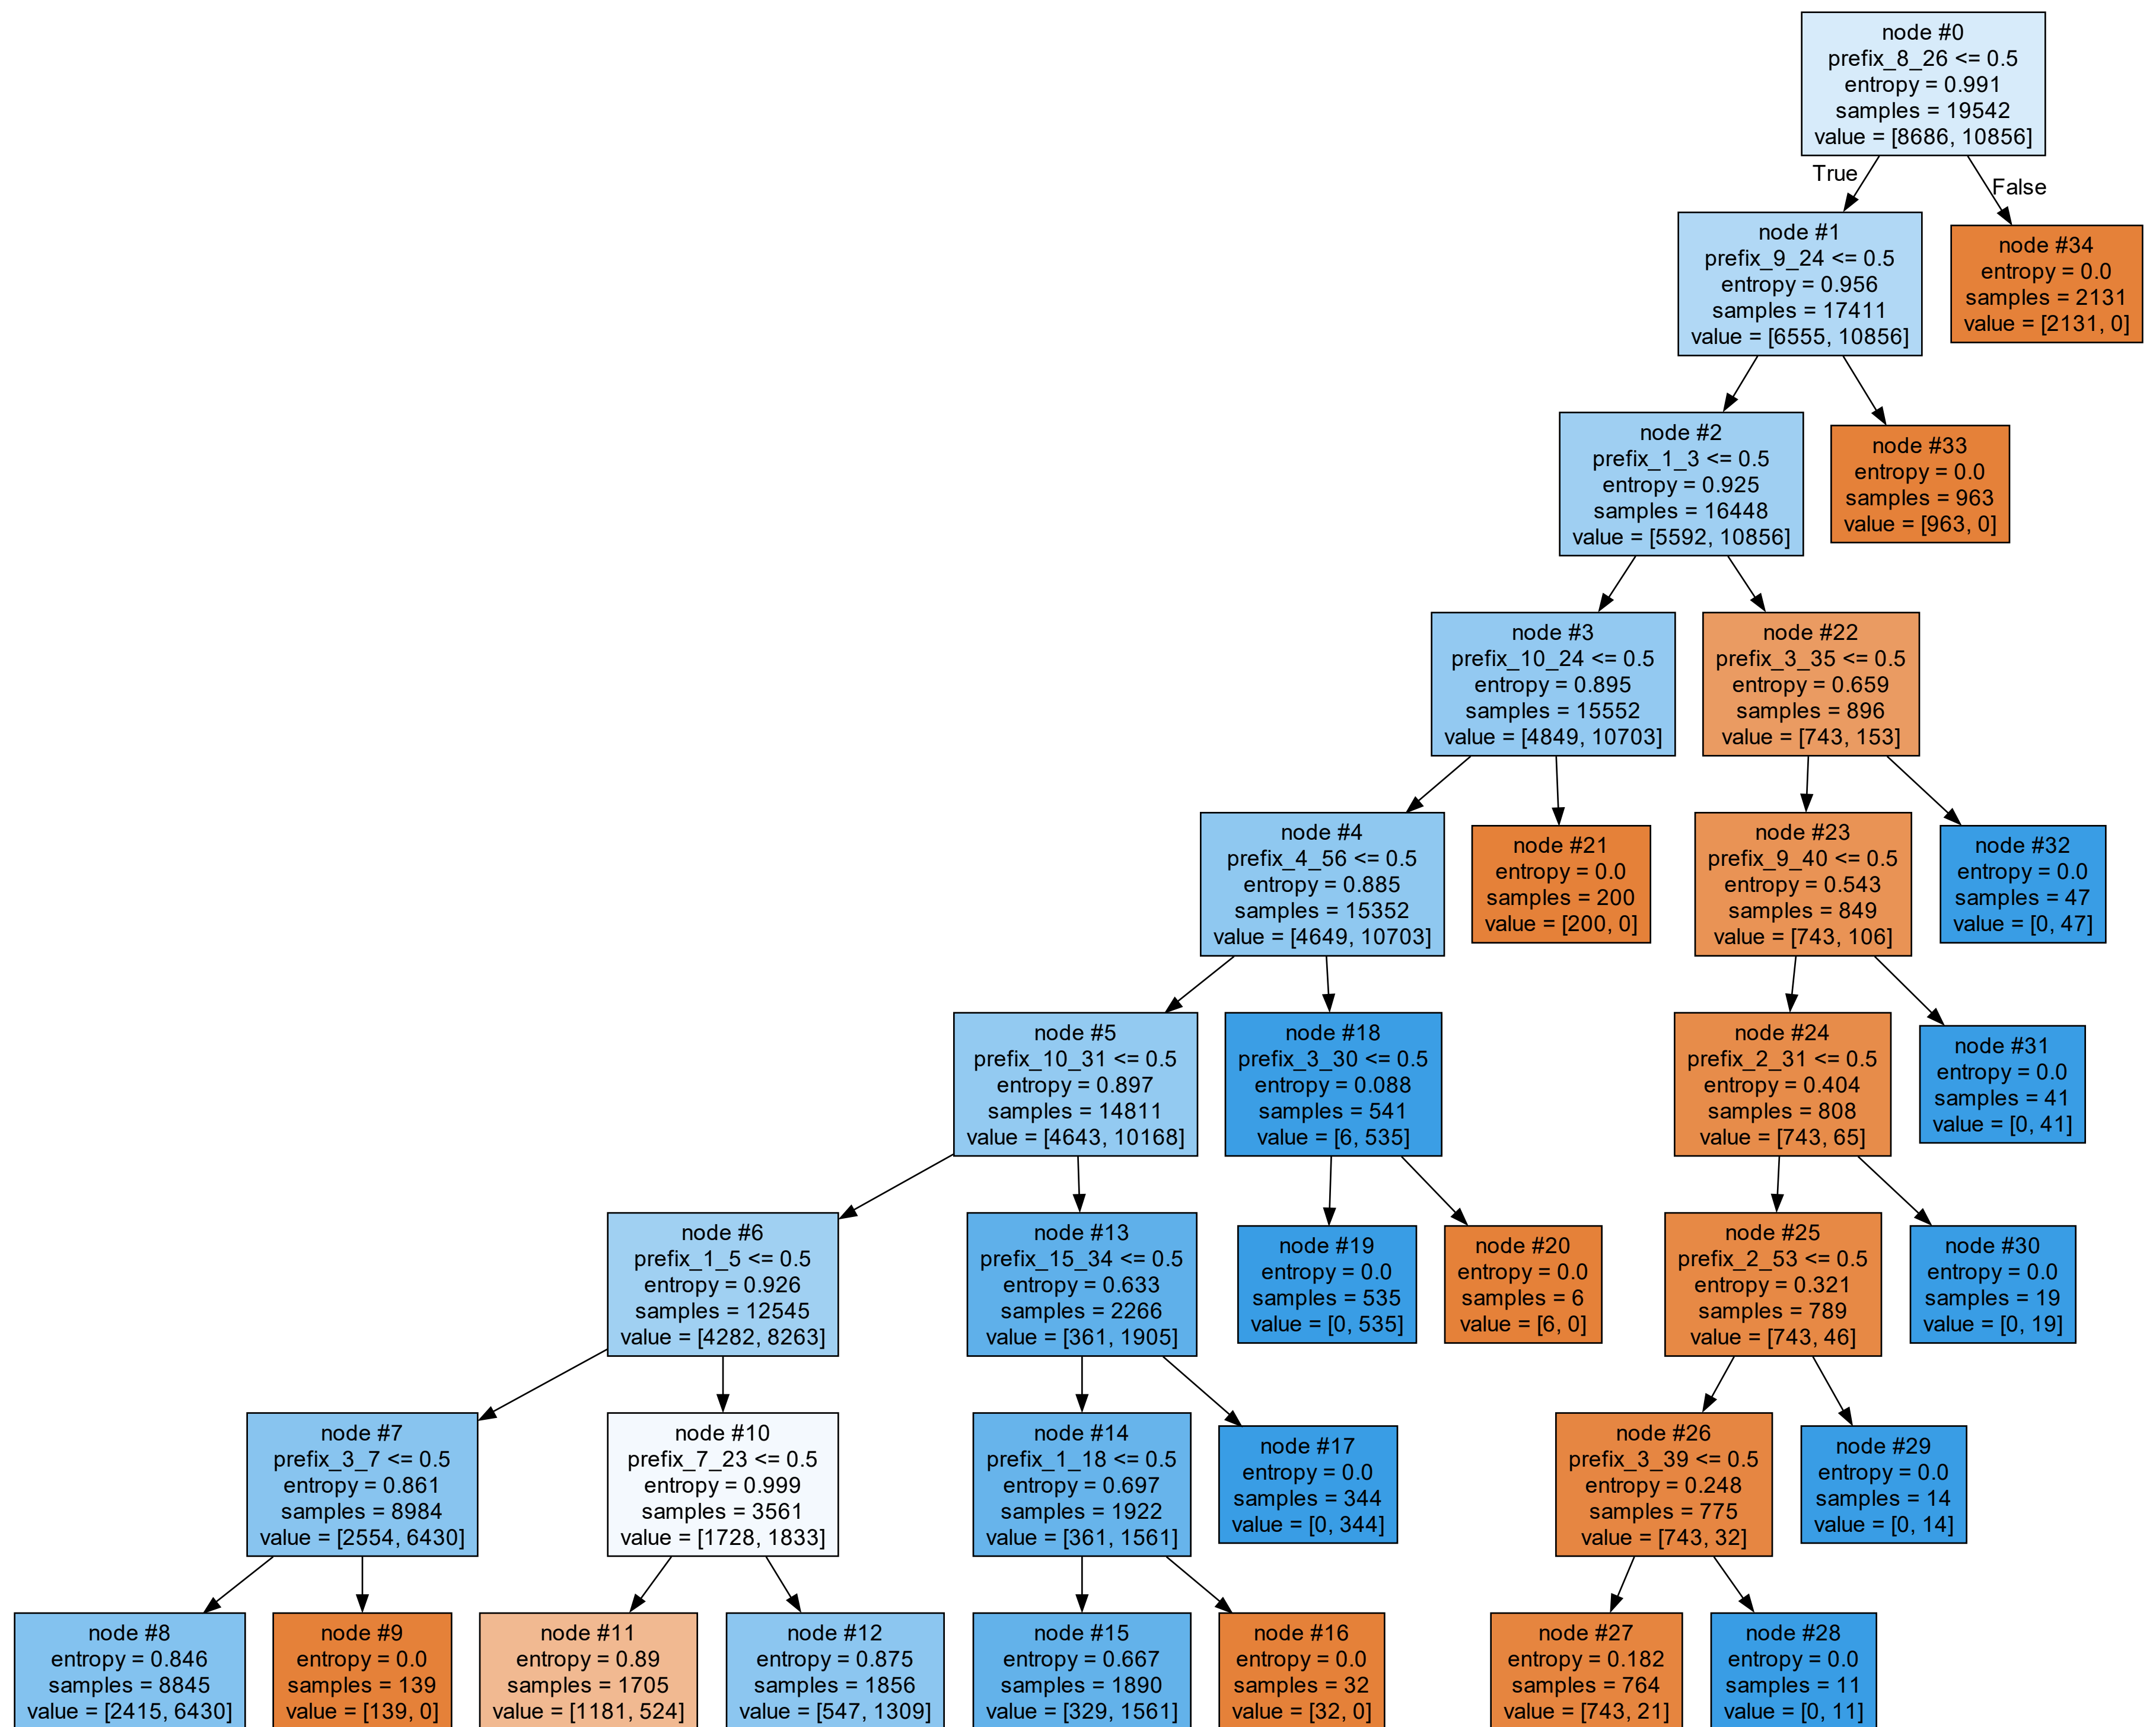 node #0
prefix_8_26 <= 0.5
entropy = 0.991
samples = 19542
value = [8686, 10856]
True
False
node #1
prefix_9_24 <= 0.5
entropy = 0.956
samples = 17411
value = [6555, 10856]
node #34
entropy = 0.0
samples = 2131
value = [2131, 0]
node #2
prefix_1_3 <= 0.5
entropy = 0.925
samples = 16448
value = [5592, 10856]
node #33
entropy = 0.0
samples = 963
value = [963, 0]
node #3
prefix_10_24 <= 0.5
entropy = 0.895
samples = 15552
value = [4849, 10703]
node #22
prefix_3_35 <= 0.5
entropy = 0.659
samples = 896
value = [743, 153]
node #4
prefix_4_56 <= 0.5
entropy = 0.885
samples = 15352
value = [4649, 10703]
node #21
entropy = 0.0
samples = 200
value = [200, 0]
node #23
prefix_9_40 <= 0.5
entropy = 0.543
samples = 849
value = [743, 106]
node #32
entropy = 0.0
samples = 47
value = [0, 47]
node #5
prefix_10_31 <= 0.5
entropy = 0.897
samples = 14811
value = [4643, 10168]
node #18
prefix_3_30 <= 0.5
entropy = 0.088
samples = 541
value = [6, 535]
node #24
prefix_2_31 <= 0.5
entropy = 0.404
samples = 808
value = [743, 65]
node #31
entropy = 0.0
samples = 41
value = [0, 41]
node #6
prefix_1_5 <= 0.5
entropy = 0.926
samples = 12545
value = [4282, 8263]
node #13
prefix_15_34 <= 0.5
entropy = 0.633
samples = 2266
value = [361, 1905]
node #19
entropy = 0.0
samples = 535
value = [0, 535]
node #20
entropy = 0.0
samples = 6
value = [6, 0]
node #25
prefix_2_53 <= 0.5
entropy = 0.321
samples = 789
value = [743, 46]
node #30
entropy = 0.0
samples = 19
value = [0, 19]
node #7
prefix_3_7 <= 0.5
entropy = 0.861
samples = 8984
value = [2554, 6430]
node #10
prefix_7_23 <= 0.5
entropy = 0.999
samples = 3561
value = [1728, 1833]
node #14
prefix_1_18 <= 0.5
entropy = 0.697
samples = 1922
value = [361, 1561]
node #17
entropy = 0.0
samples = 344
value = [0, 344]
node #26
prefix_3_39 <= 0.5
entropy = 0.248
samples = 775
value = [743, 32]
node #29
entropy = 0.0
samples = 14
value = [0, 14]
node #8
entropy = 0.846
samples = 8845
value = [2415, 6430]
node #9
entropy = 0.0
samples = 139
value = [139, 0]
node #11
entropy = 0.89
samples = 1705
value = [1181, 524]
node #12
entropy = 0.875
samples = 1856
value = [547, 1309]
node #15
entropy = 0.667
samples = 1890
value = [329, 1561]
node #16
entropy = 0.0
samples = 32
value = [32, 0]
node #27
entropy = 0.182
samples = 764
value = [743, 21]
node #28
entropy = 0.0
samples = 11
value = [0, 11]